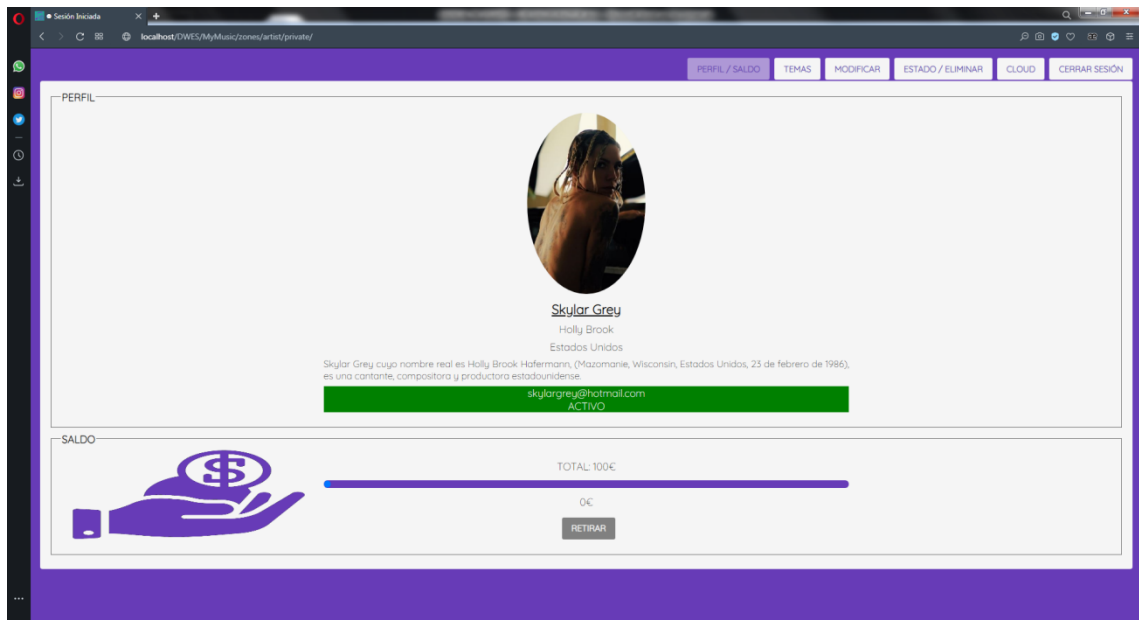 Sesión Iniciada
localhost/DWES/MyMusic/zones/artist/private/
PERFIL / SALDO TEMAS MODIFICAR ESTADO / ELIMINAR CLOUD CERRAR SESIÓN
PERFIL
Skylar Grey
Holly Brook
Estados Unidos
Skylar Grey cuyo nombre real es Holly Brook Hafermann, (Mazomanie, Wisconsin, Estados Unidos, 23 de febrero de 1986),
es una cantante, compositora y productora estadounidense.
skylargrey@hotmail.com
ACTIVO
SALDO
TOTAL: 100€
0€
RETIRAR